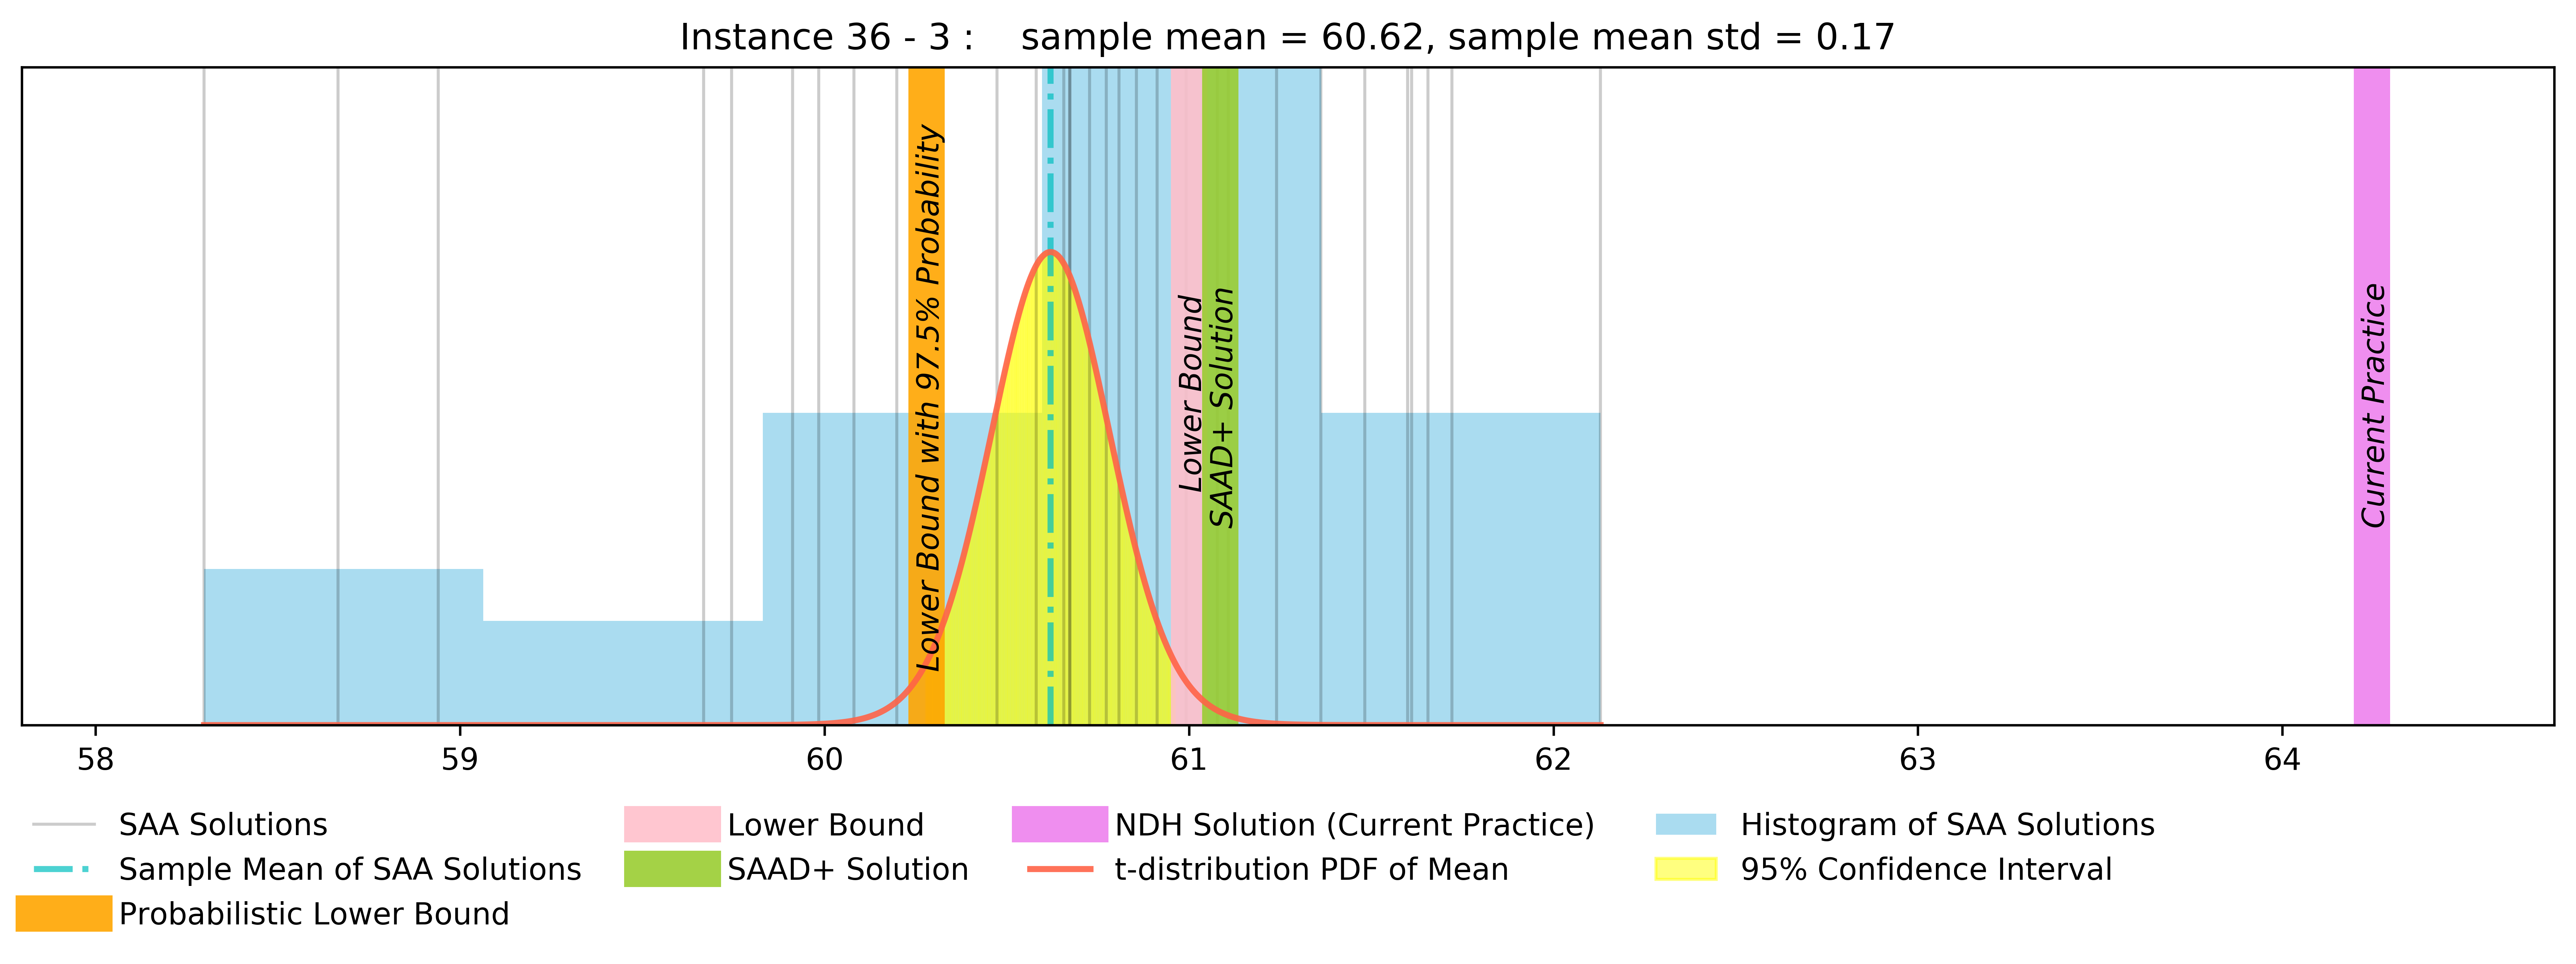 Instance 36 - 3 :    sample mean = 60.62, sample mean std = 0.17
Lower Bound with 97.5% Probability
Lower Bound
SAAD+ Solution
Current Practice
58 59 60 61 62 63 64
SAA Solutions
Sample Mean of SAA Solutions
Probabilistic Lower Bound
Lower Bound
SAAD+ Solution
NDH Solution (Current Practice)
t-distribution PDF of Mean
Histogram of SAA Solutions
95% Confidence Interval